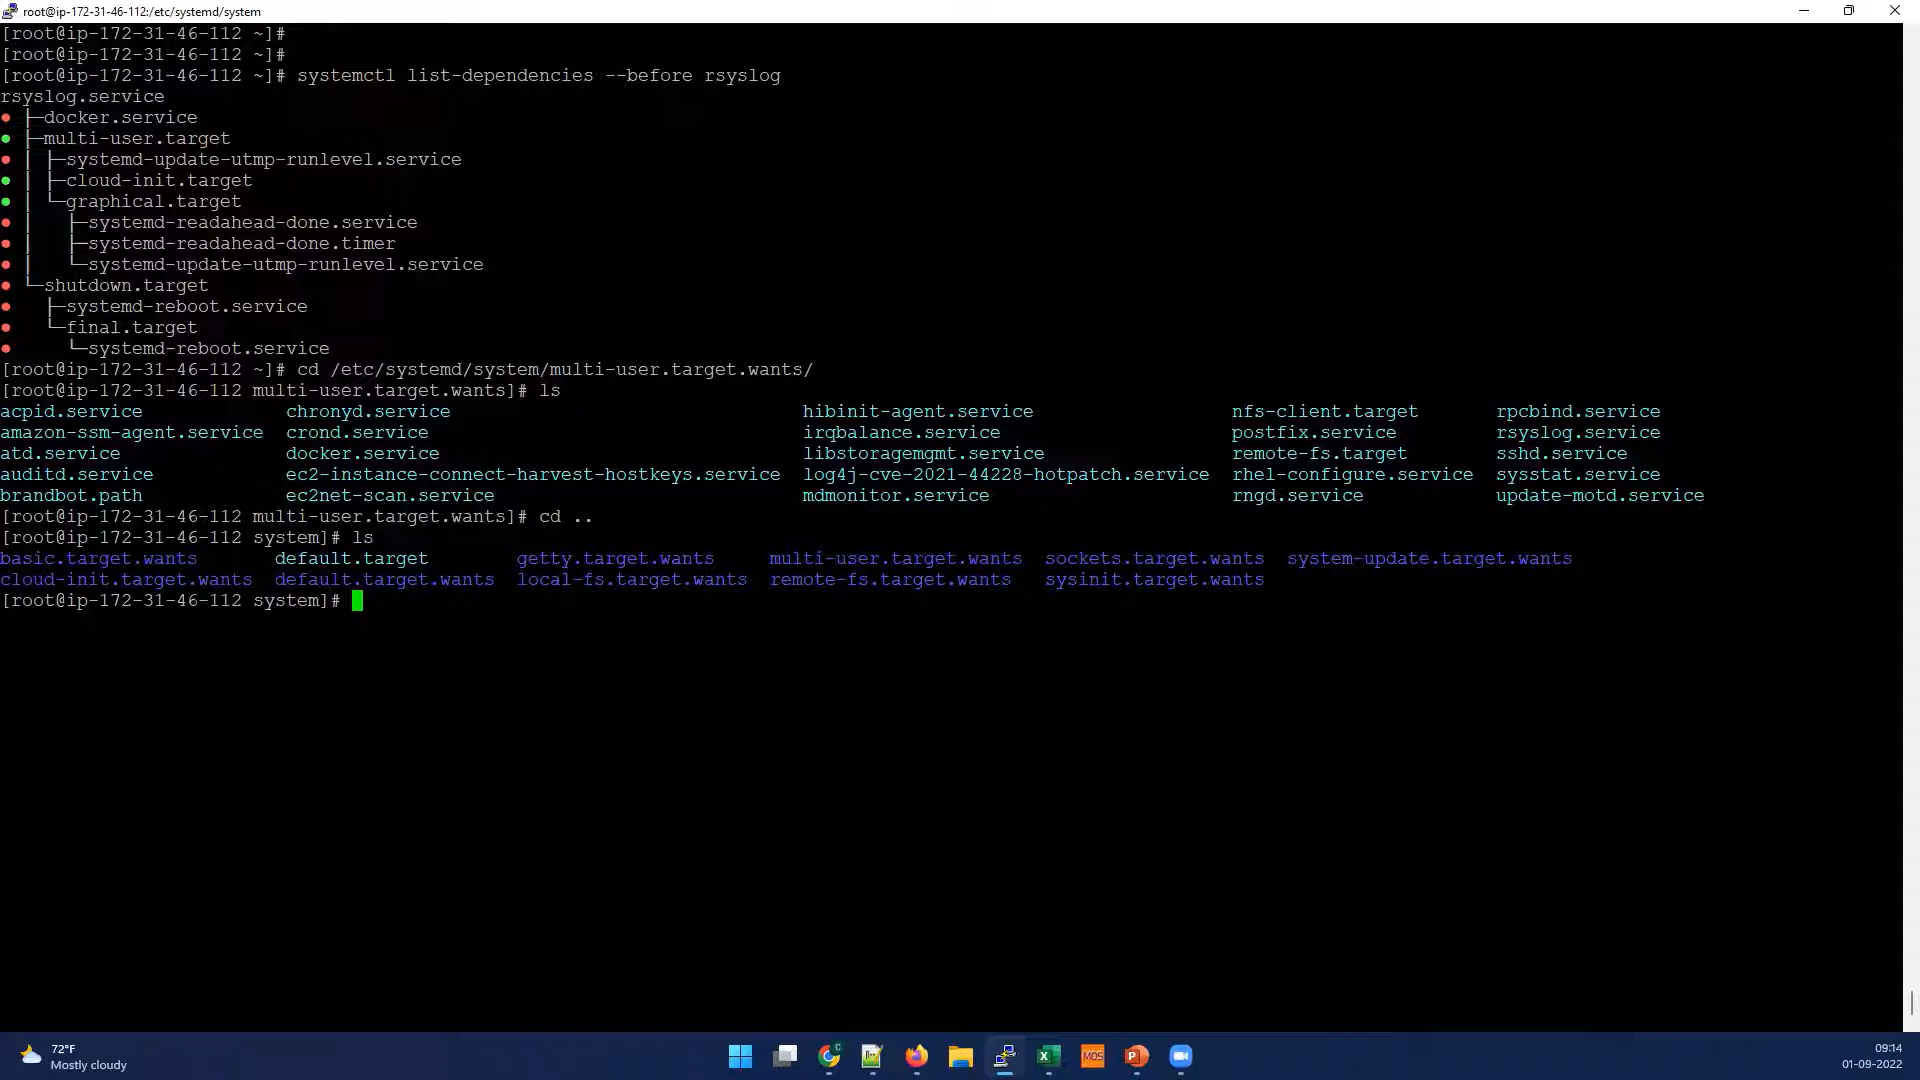 root@ip-172-31-46-112:/etc/systemd/system
[root@ip-172-31-46-112 ~]#
[root@ip-172-31-46-112 ~]#
[root@ip-172-31-46-112 ~]# systemctl list-dependencies --before rsyslog
rsyslog.service
● ├─docker.service
● ├─multi-user.target
● │ ├─systemd-update-utmp-runlevel.service
● │ ├─cloud-init.target
● │ └─graphical.target
● │   ├─systemd-readahead-done.service
● │   ├─systemd-readahead-done.timer
● │   └─systemd-update-utmp-runlevel.service
● └─shutdown.target
●   ├─systemd-reboot.service
●   └─final.target
●     └─systemd-reboot.service
[root@ip-172-31-46-112 ~]# cd /etc/systemd/system/multi-user.target.wants/
[root@ip-172-31-46-112 multi-user.target.wants]# ls
acpid.service chronyd.service hibinit-agent.service nfs-client.target rpcbind.service
amazon-ssm-agent.service crond.service irqbalance.service postfix.service rsyslog.service
atd.service docker.service libstoragemgmt.service remote-fs.target sshd.service
auditd.service ec2-instance-connect-harvest-hostkeys.service log4j-cve-2021-44228-hotpatch.service rhel-configure.service sysstat.service
brandbot.path ec2net-scan.service mdmonitor.service rngd.service update-motd.service
[root@ip-172-31-46-112 multi-user.target.wants]# cd ..
[root@ip-172-31-46-112 system]# ls
basic.target.wants default.target getty.target.wants multi-user.target.wants sockets.target.wants system-update.target.wants
cloud-init.target.wants default.target.wants local-fs.target.wants remote-fs.target.wants sysinit.target.wants
[root@ip-172-31-46-112 system]#
72°F
Mostly cloudy
MOS
09:14
01-09-2022